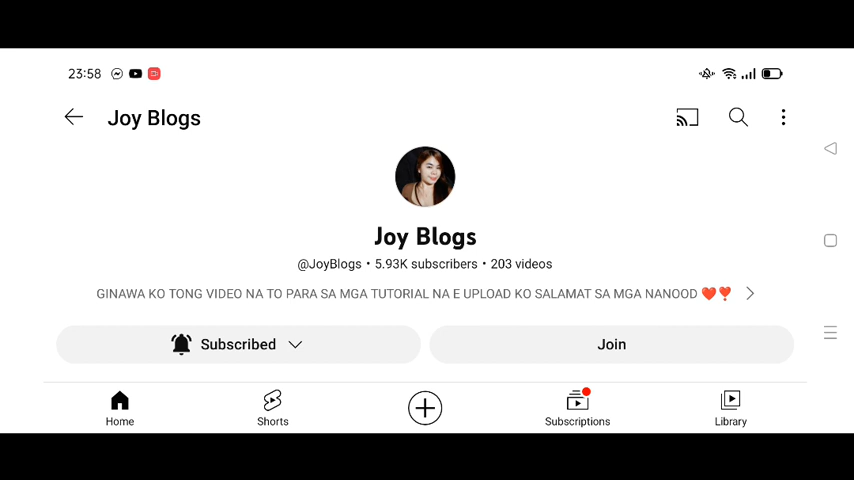 23:58
Joy Blogs
Joy Blogs
@JoyBlogs • 5.93K subscribers • 203 videos
GINAWA KO TONG VIDEO NA TO PARA SA MGA TUTORIAL NA E UPLOAD KO SALAMAT SA MGA NANOOD ❤️❣️
Subscribed
Join
Home
Shorts
Subscriptions
Library